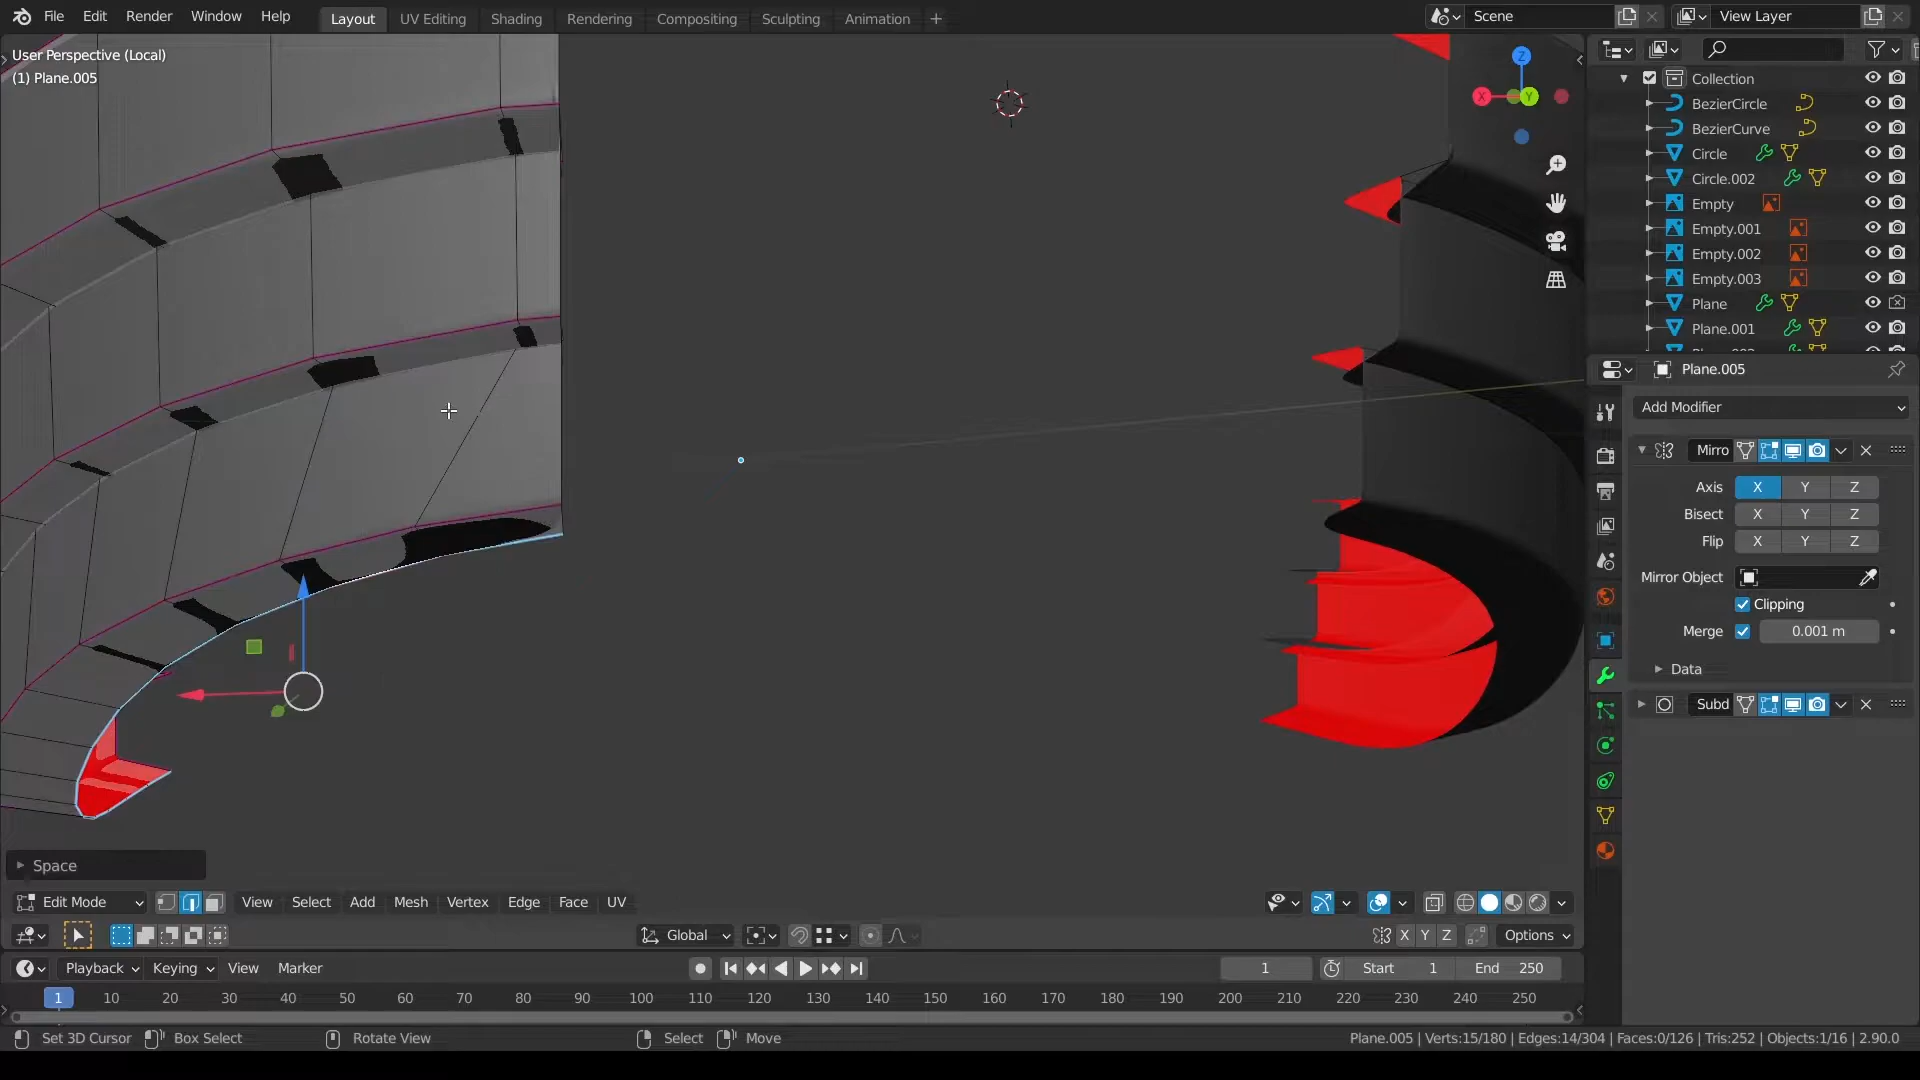 File Edit Render Window Help Layout UV Editing Shading Rendering Compositing Sculpting Animation + Scene View Layer
User Perspective (Local)
(1) Plane.005
Z
X
Y
Collection
BezierCircle
BezierCurve
Circle
Circle.002
Empty
Empty.001
Empty.002
Empty.003
Plane
Plane.001
Plane.005
Add Modifier
Mirro
Axis X Y Z
Bisect X Y Z
Flip X Y Z
Mirror Object
Clipping
Merge 0.001 m
Data
Subd
Space
Edit Mode View Select Add Mesh Vertex Edge Face UV
Global X Y Z Options
Playback Keying View Marker 1 Start 1 End 250
1 10 20 30 40 50 60 70 80 90 100 110 120 130 140 150 160 170 180 190 200 210 220 230 240 250
Set 3D Cursor Box Select Rotate View Select Move Plane.005 | Verts:15/180 | Edges:14/304 | Faces:0/126 | Tris:252 | Objects:1/16 | 2.90.0